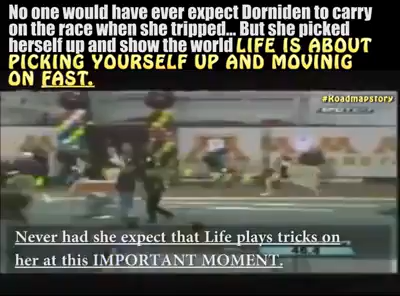 No one would have ever expect Dorniden to carry
on the race when she tripped... But she picked
herself up and show the world LIFE IS ABOUT
PICKING YOURSELF UP AND MOVINIG
ON FAST.
#Roadmapstory
Never had she expect that Life plays tricks on
her at this IMPORTANT MOMENT.